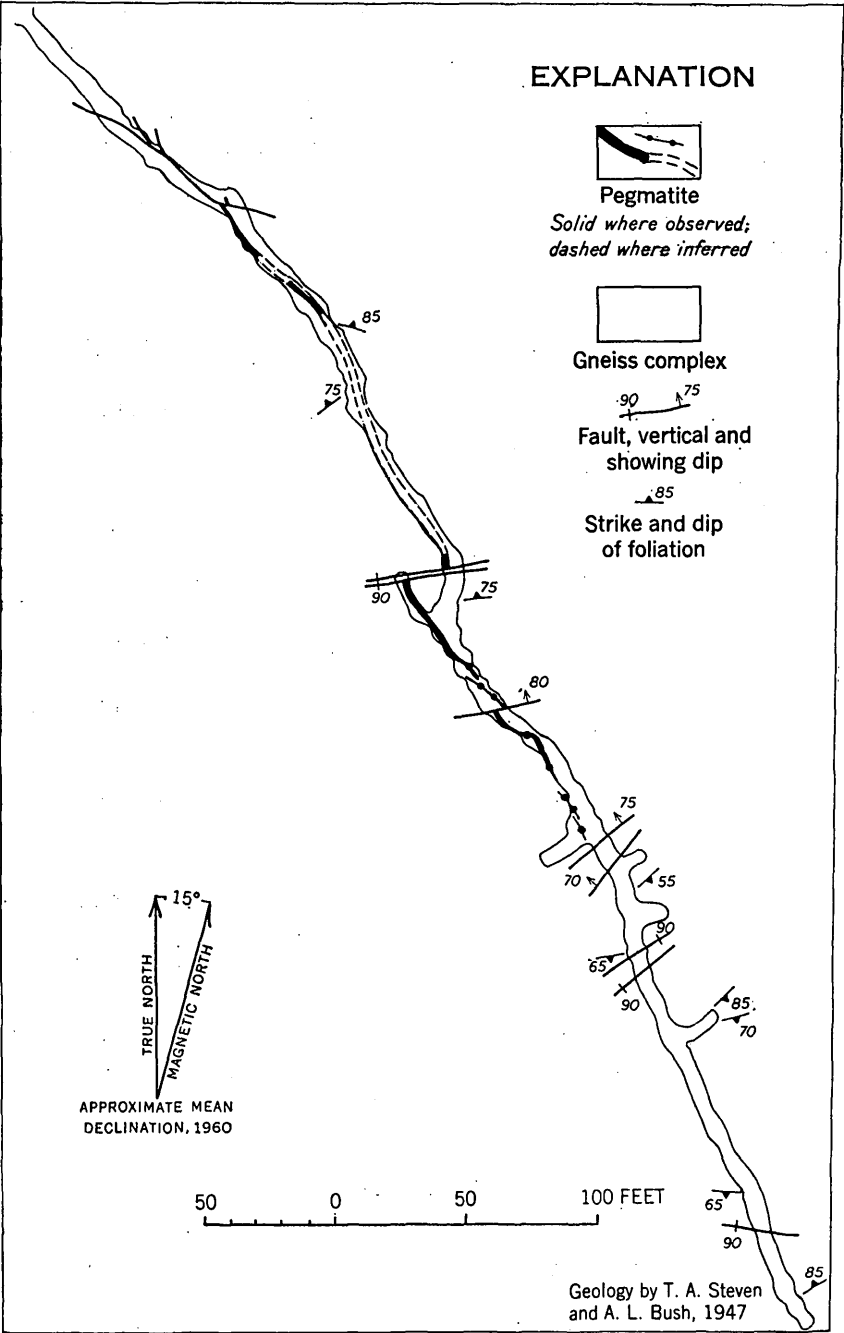 EXPLANATION
Pegmatite
Solid where observed;
dashed where inferred
Gneiss complex
90 75
Fault, vertical and
showing dip
85
Strike and dip
of foliation
85
75
90
75
80
75
70
55
90
65
90
85
70
15°
TRUE NORTH
MAGNETIC NORTH
APPROXIMATE MEAN
DECLINATION, 1960
50 0 50 100 FEET
65
90
85
Geology by T. A. Steven
and A. L. Bush, 1947